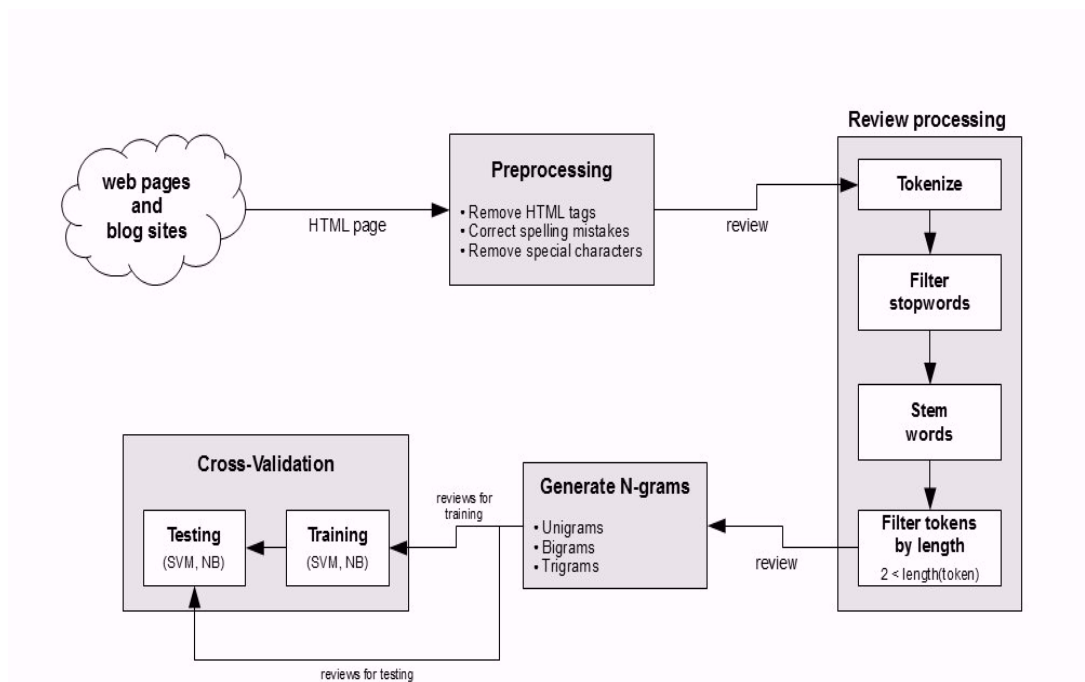 web pages
and
blog sites
HTML page
Preprocessing
• Remove HTML tags
• Correct spelling mistakes
• Remove special characters
review
Review processing
Tokenize
Filter
stopwords
Stem
words
Filter tokens
by length
2 < length(token)
review
Generate N-grams
• Unigrams
• Bigrams
• Trigrams
reviews for
training
Cross-Validation
Training
(SVM, NB)
Testing
(SVM, NB)
reviews for testing